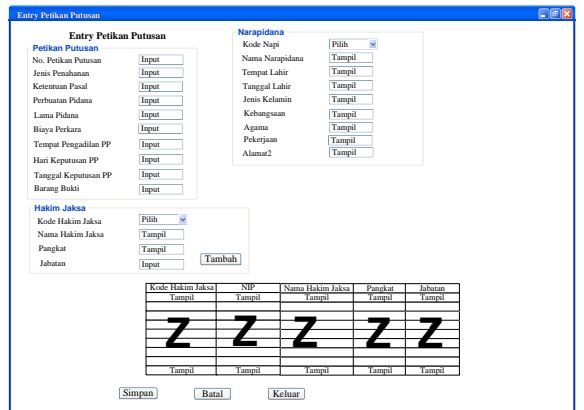 Entry Petikan Putusan
Entry Petikan Putusan
Petikan Putusan
No. Petikan Putusan Input
Jenis Penahanan Input
Ketentuan Pasal Input
Perbuatan Pidana Input
Lama Pidana Input
Biaya Perkara Input
Tempat Pengadilan PP Input
Hari Keputusan PP Input
Tanggal Keputusan PP Input
Barang Bukti Input
Narapidana
Kode Napi Pilih
Nama Narapidana Tampil
Tempat Lahir Tampil
Tanggal Lahir Tampil
Jenis Kelamin Tampil
Kebangsaan Tampil
Agama Tampil
Pekerjaan Tampil
Alamat2 Tampil
Hakim Jaksa
Kode Hakim Jaksa Pilih
Nama Hakim Jaksa Tampil
Pangkat Tampil
Jabatan Input
Tambah
Kode Hakim Jaksa NIP Nama Hakim Jaksa Pangkat Jabatan
Tampil Tampil Tampil Tampil Tampil
Z Z Z Z Z
Tampil Tampil Tampil Tampil Tampil
Simpan Batal Keluar